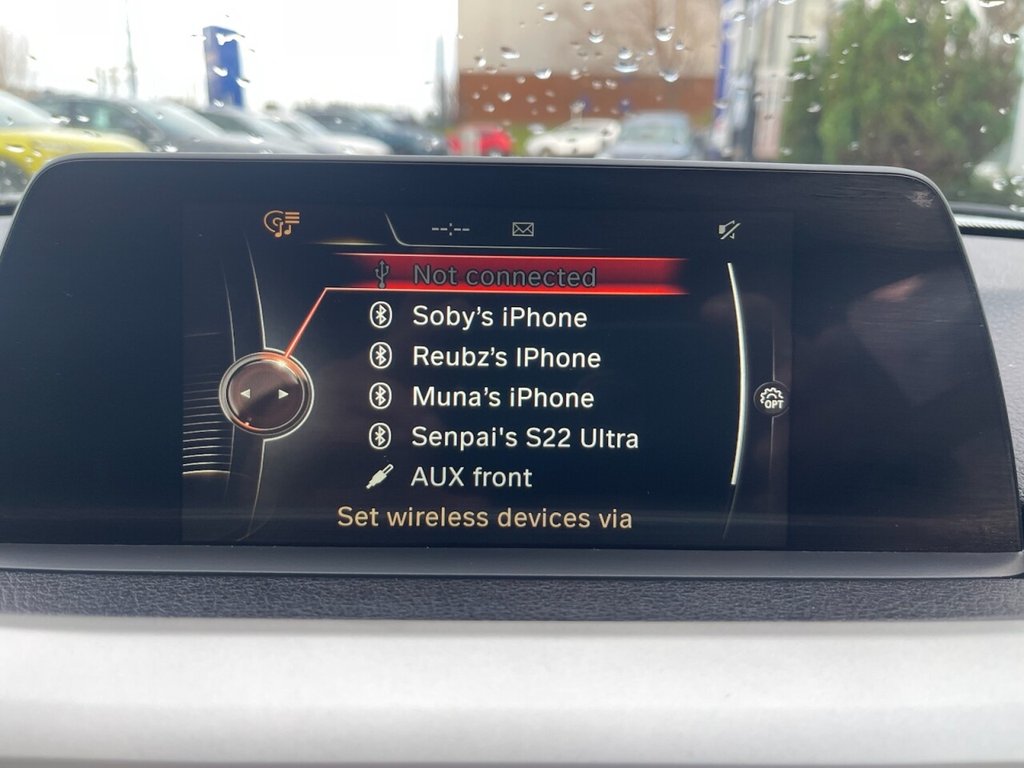 --:--
Not connected
Soby's iPhone
Reubz's IPhone
Muna's iPhone
Senpai's S22 Ultra
AUX front
OPT
Set wireless devices via